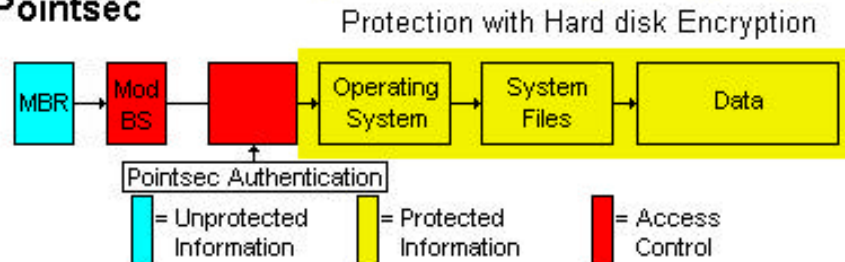 Pointsec
Protection with Hard disk Encryption
MBR
Mod
BS
Operating
System
System
Files
Data
Pointsec Authentication
= Unprotected
Information
= Protected
Information
= Access
Control